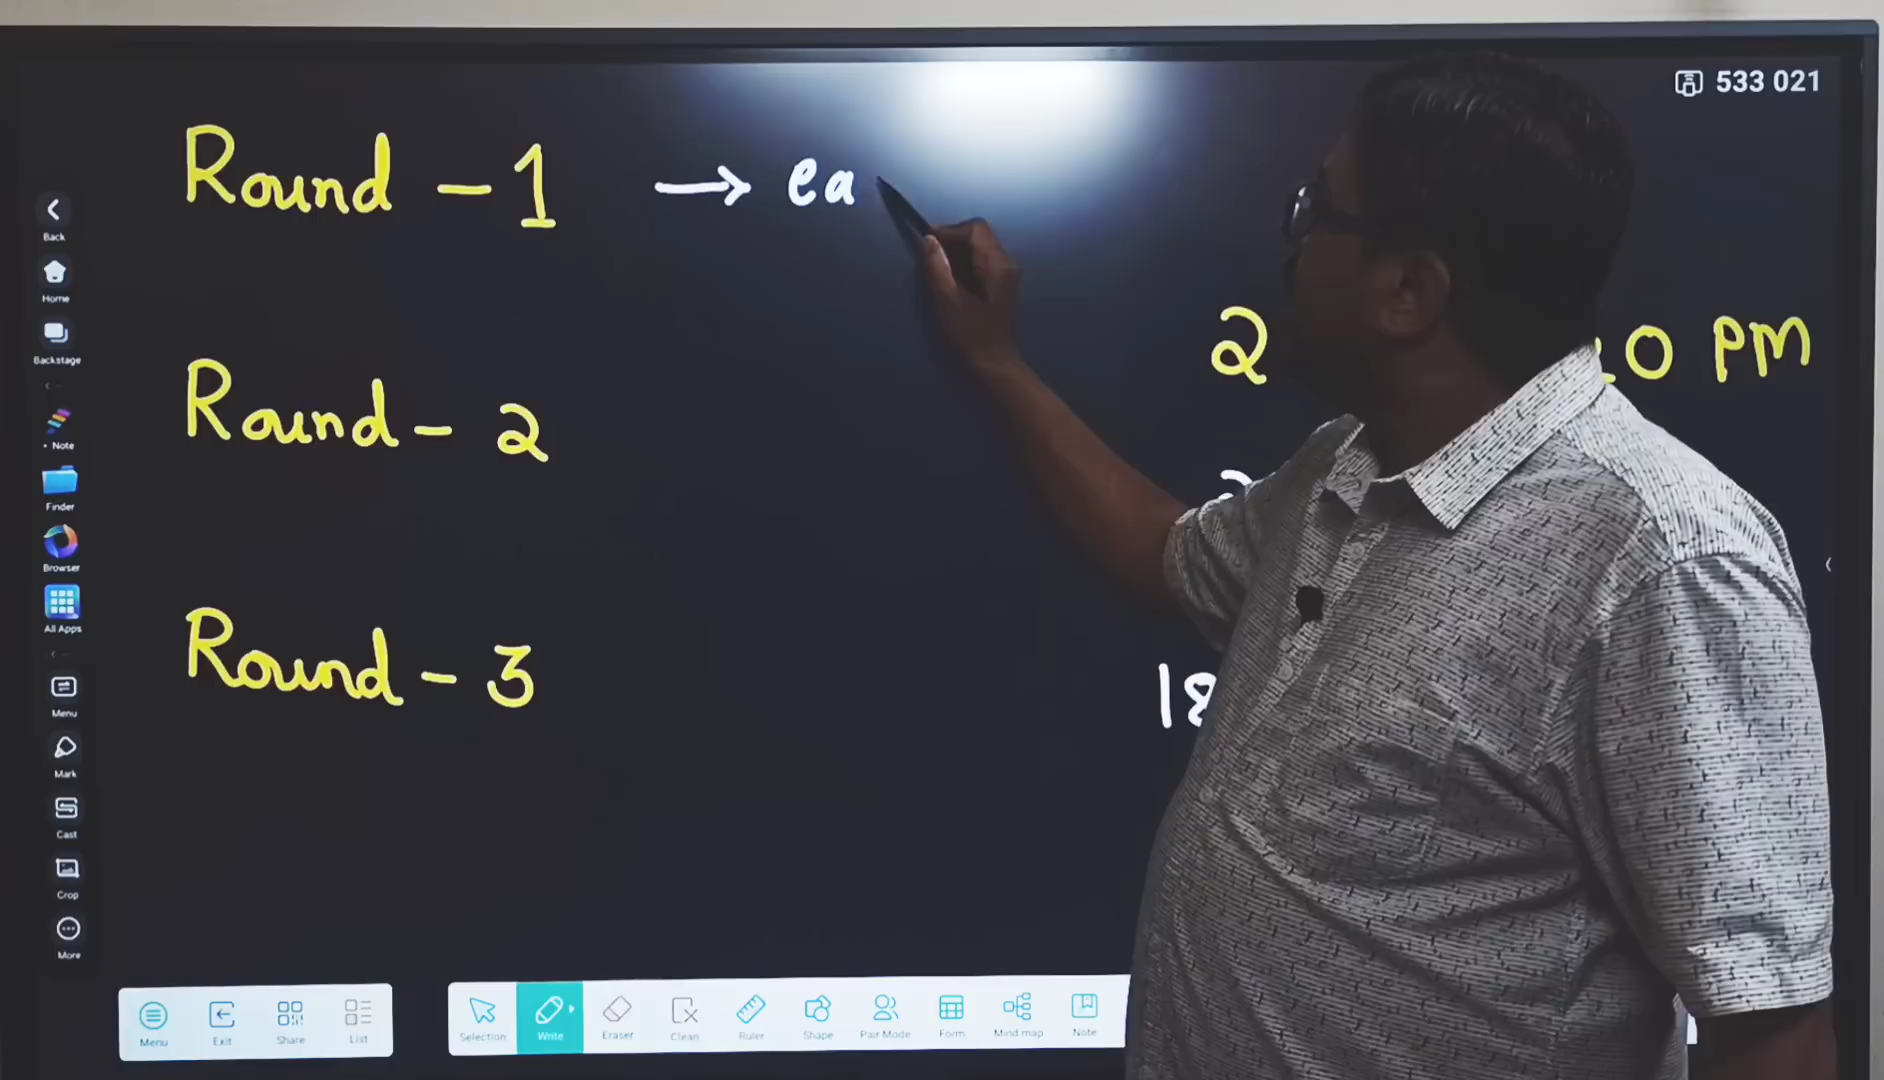 533 021
Round - 1 → ea
2 0 PM
Round - 2
Round - 3
18
Back
Home
Backstage
Note
Finder
Browser
All Apps
Menu
Mark
Cast
Crop
More
Menu Exit Share List
Selection Write Eraser Clean Ruler Shape Pair Mode Form Mind map Note